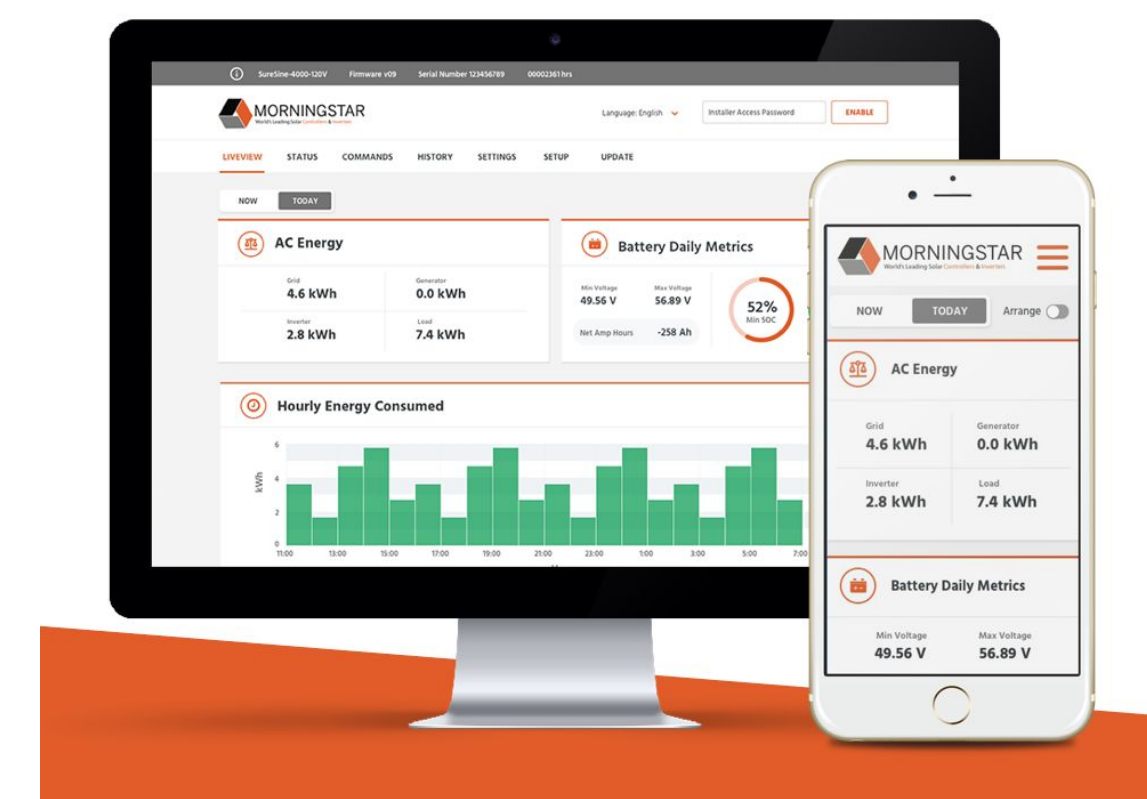 SureSine-4000-120V Firmware v09 Serial Number 123456789 00002361 hrs
MORNINGSTAR
World's Leading Solar Controllers & Inverters
Language: English
Installer Access Password
ENABLE
LIVEVIEW STATUS COMMANDS HISTORY SETTINGS SETUP UPDATE
NOW TODAY
AC Energy
Grid Generator
4.6 kWh 0.0 kWh
Inverter Load
2.8 kWh 7.4 kWh
Battery Daily Metrics
Min Voltage Max Voltage
49.56 V 56.89 V
Net Amp Hours -258 Ah
52%
Min SOC
Hourly Energy Consumed
kWh
6
4
2
0
11:00 13:00 15:00 17:00 19:00 21:00 23:00 1:00 3:00 5:00 7:00
MORNINGSTAR
World's Leading Solar Controllers & Inverters
NOW TODAY Arrange
AC Energy
Grid Generator
4.6 kWh 0.0 kWh
Inverter Load
2.8 kWh 7.4 kWh
Battery Daily Metrics
Min Voltage Max Voltage
49.56 V 56.89 V